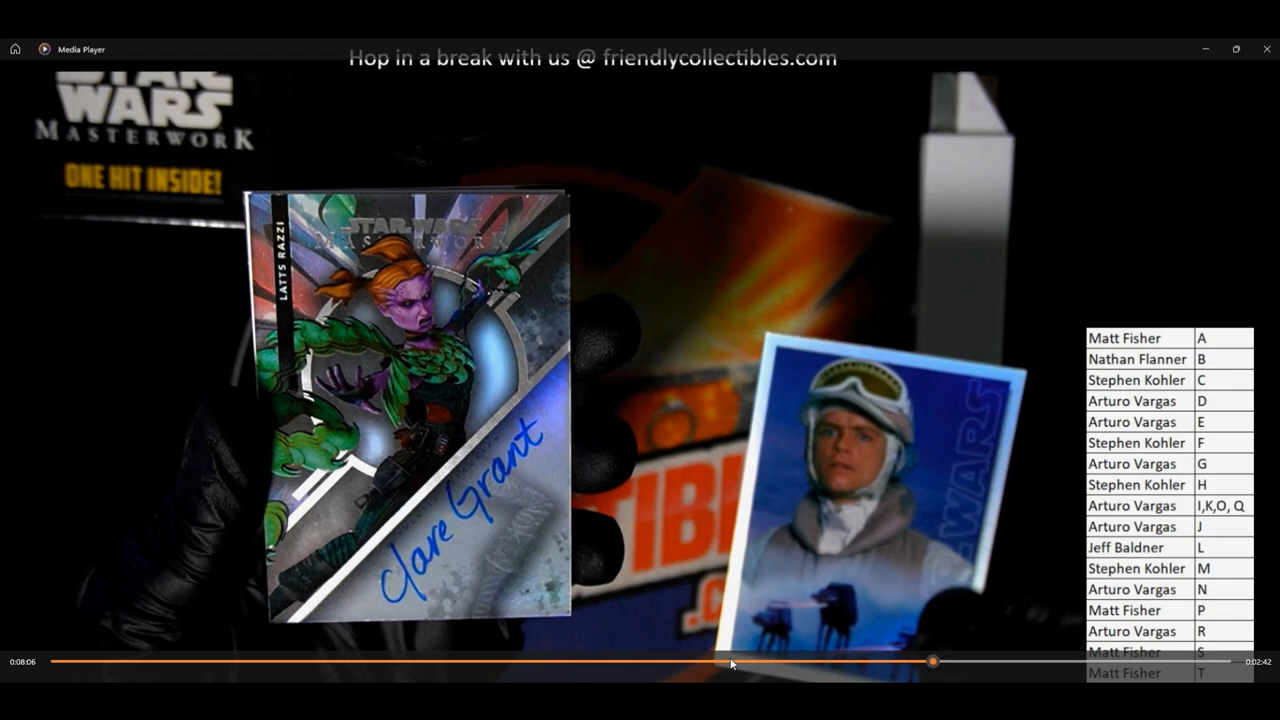 Media Player
Hop in a break with us @ friendlycollectibles.com
STAR
WARS
MASTERWORK
ONE HIT INSIDE!
STAR WARS
MASTERWORK
LATTS RAZZI
Clare Grant
WARS
TIBL
.C
Matt Fisher A
Nathan Flanner B
Stephen Kohler C
Arturo Vargas D
Arturo Vargas E
Stephen Kohler F
Arturo Vargas G
Stephen Kohler H
Arturo Vargas I,K,O, Q
Arturo Vargas J
Jeff Baldner L
Stephen Kohler M
Arturo Vargas N
Matt Fisher P
Arturo Vargas R
Matt Fisher S
Matt Fisher T
0:08:06
0:02:42